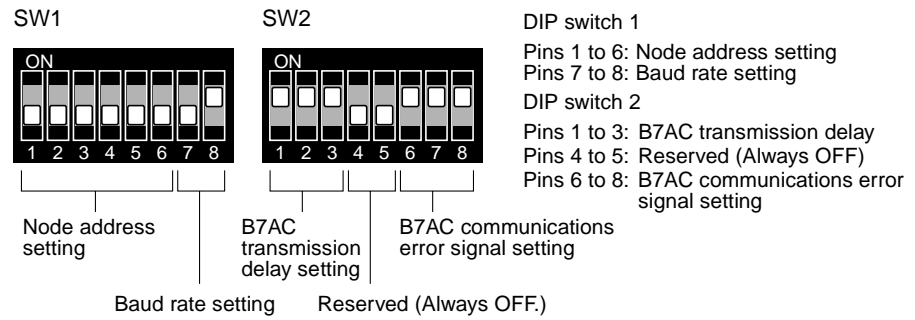 SW1
SW2
ON
1 2 3 4 5 6 7 8
ON
1 2 3 4 5 6 7 8
Node address
setting
Baud rate setting
B7AC
transmission
delay setting
Reserved (Always OFF.)
B7AC communications
error signal setting
DIP switch 1
Pins 1 to 6: Node address setting
Pins 7 to 8: Baud rate setting
DIP switch 2
Pins 1 to 3: B7AC transmission delay
Pins 4 to 5: Reserved (Always OFF)
Pins 6 to 8: B7AC communications error
signal setting